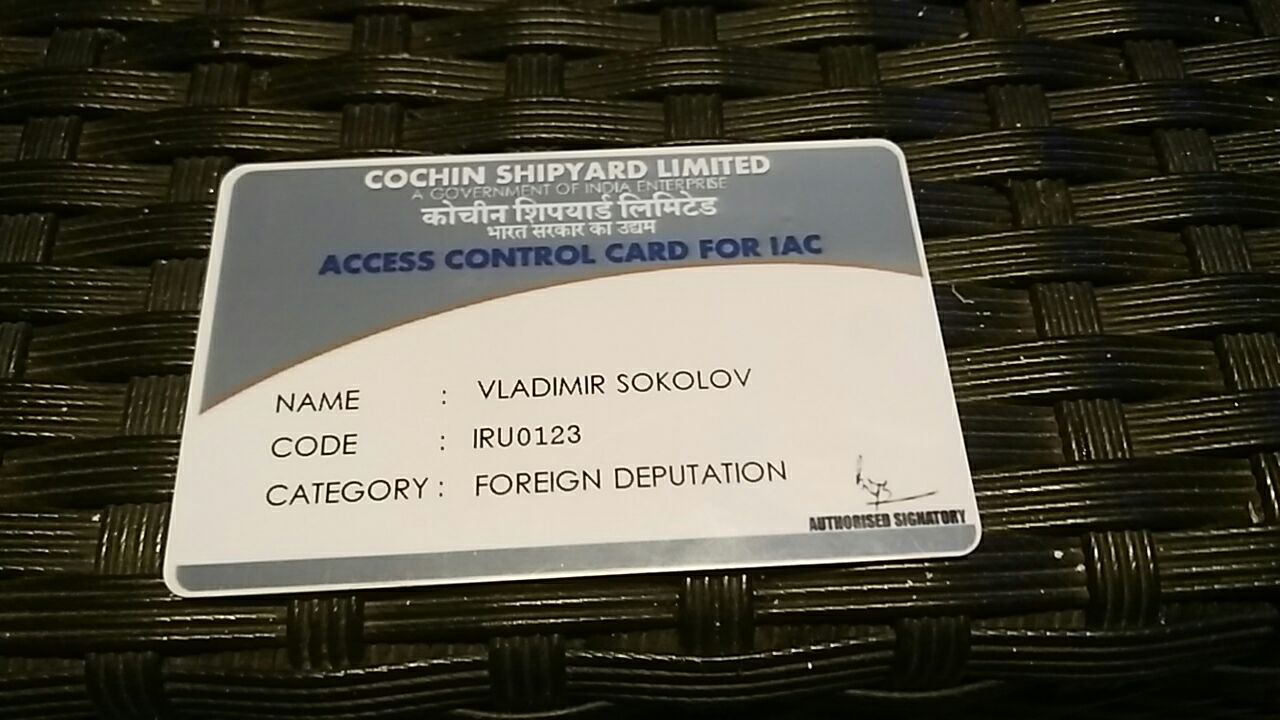 COCHIN SHIPYARD LIMITED
A GOVERNMENT OF INDIA ENTERPRISE
कोचीन शिपयार्ड लिमिटेड
भारत सरकार का उद्यम
ACCESS CONTROL CARD FOR IAC
NAME : VLADIMIR SOKOLOV
CODE : IRU0123
CATEGORY : FOREIGN DEPUTATION
AUTHORISED SIGNATORY